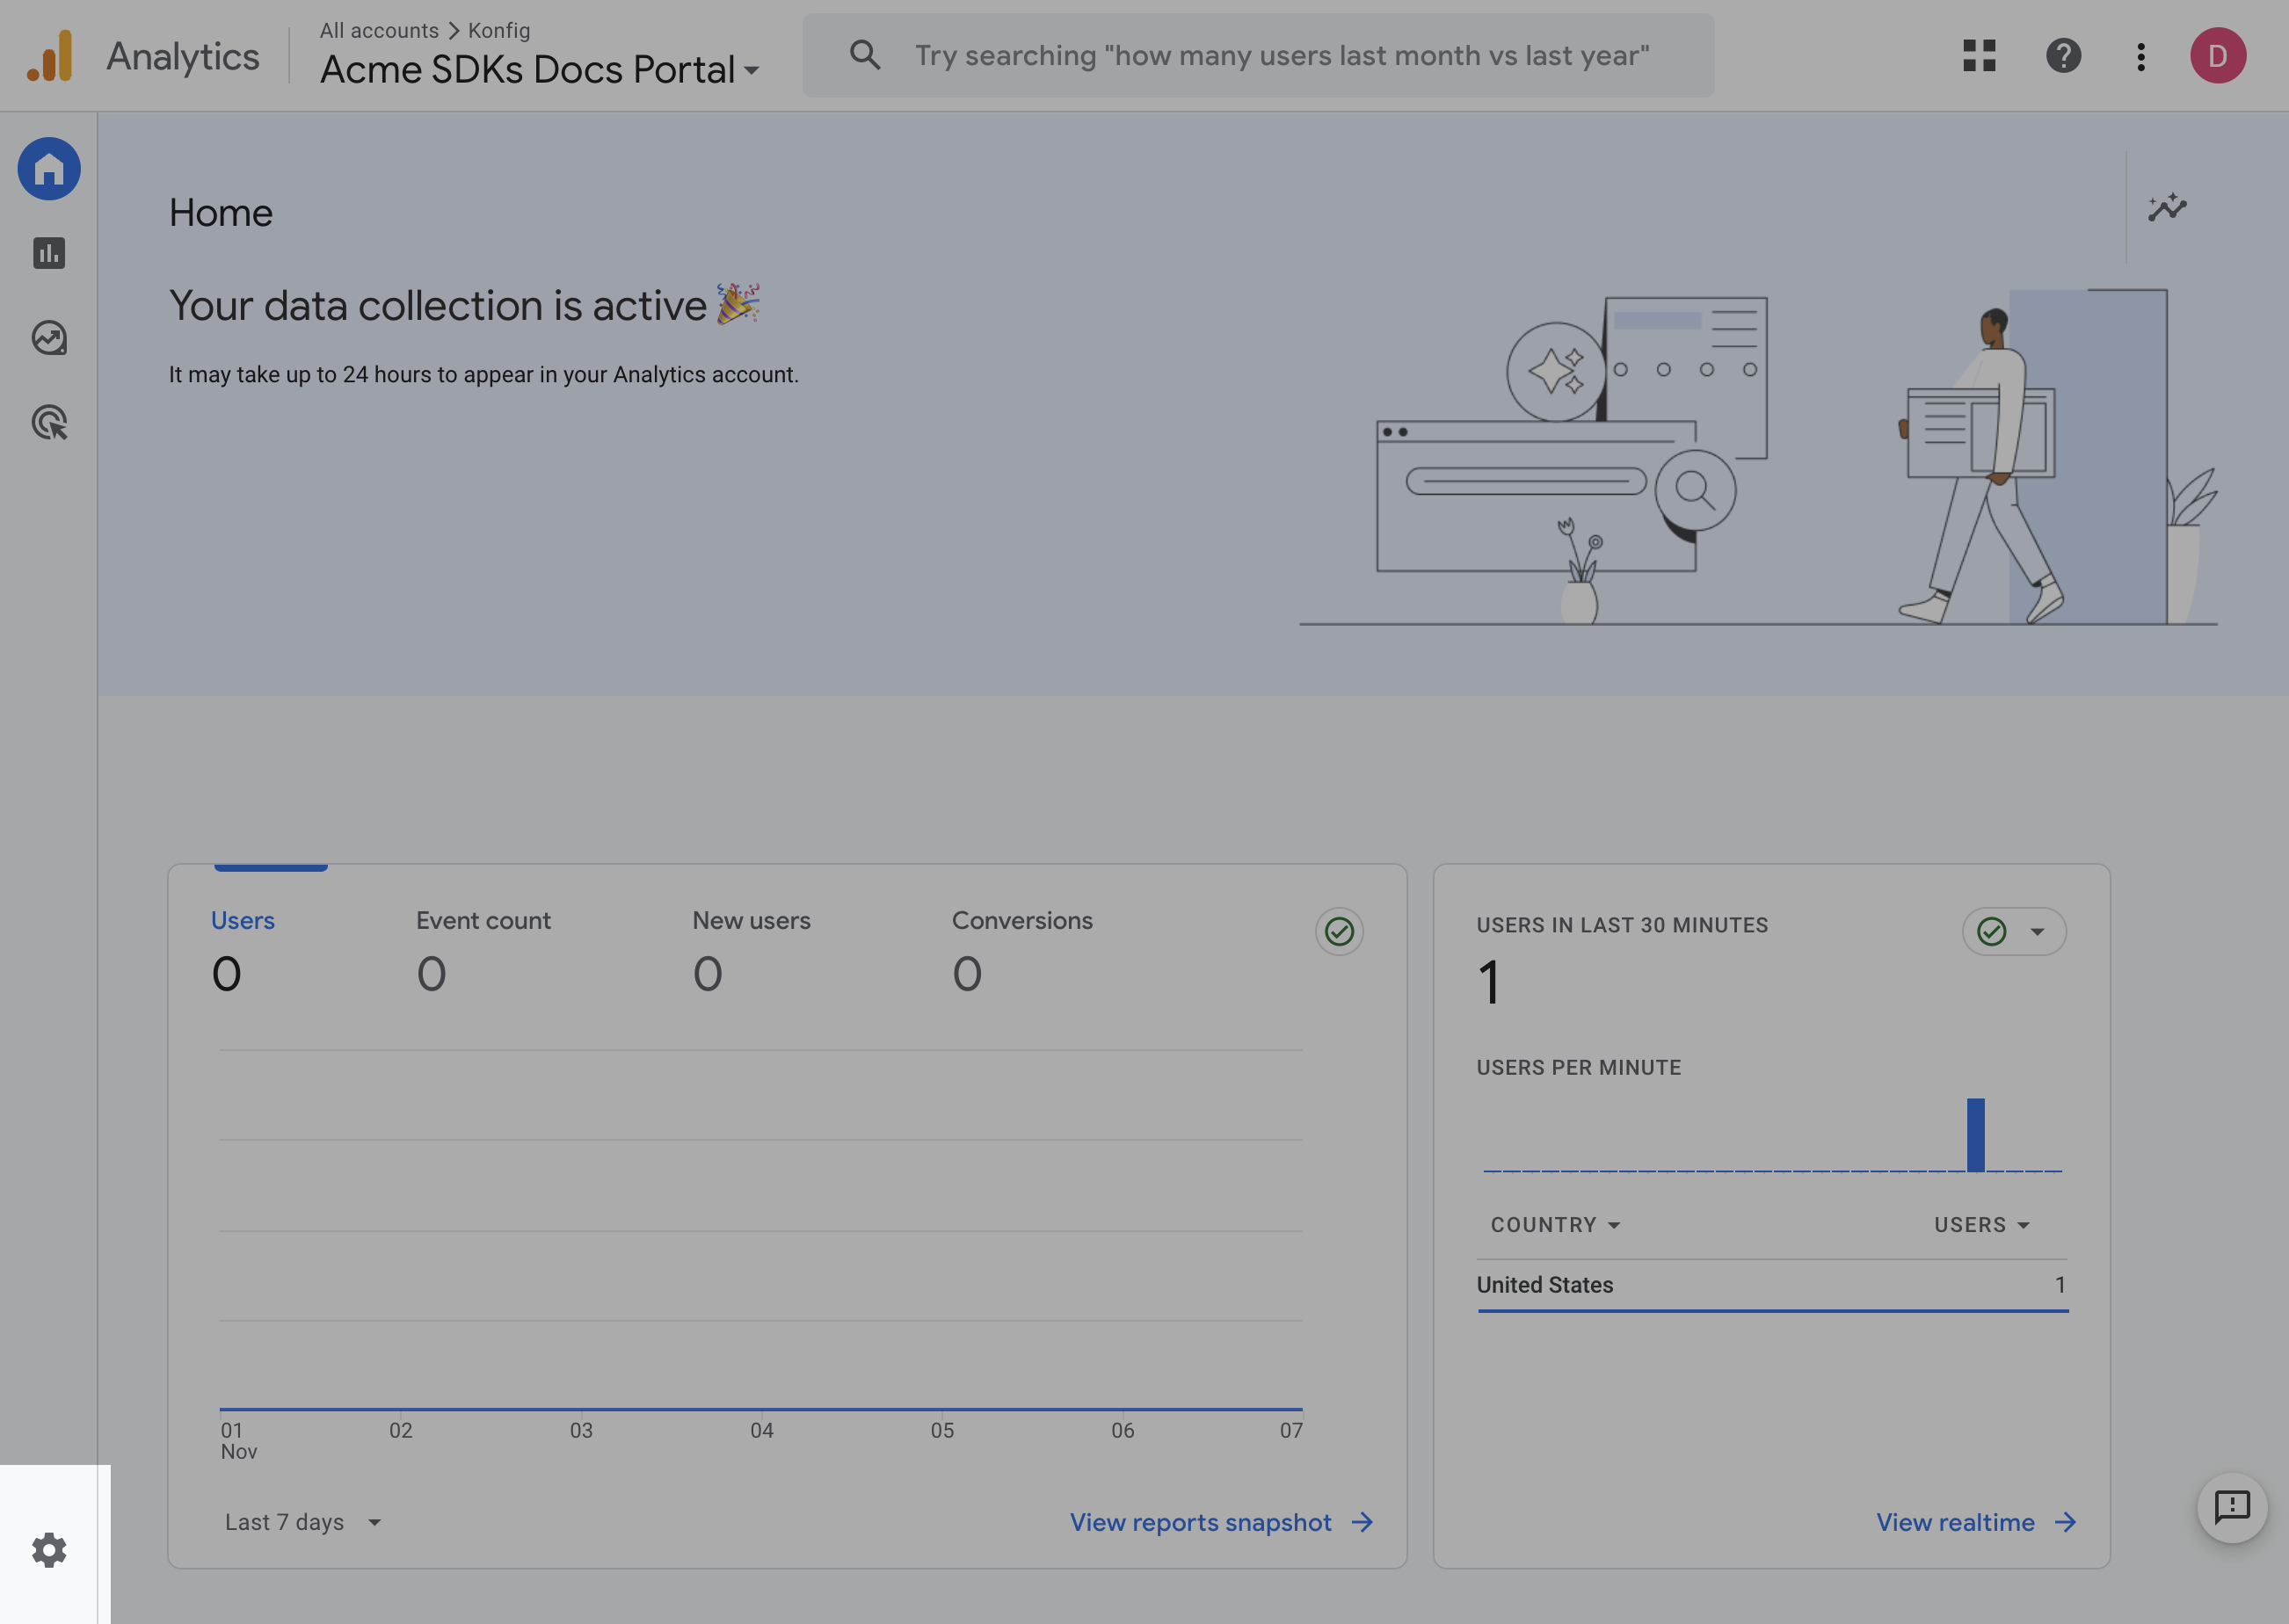 Analytics
All accounts > Konfig
Acme SDKs Docs Portal
Try searching "how many users last month vs last year"
D
Home
Your data collection is active 🎉
It may take up to 24 hours to appear in your Analytics account.
Users
0
Event count
0
New users
0
Conversions
0
01
Nov
02
03
04
05
06
07
Last 7 days
View reports snapshot
USERS IN LAST 30 MINUTES
1
USERS PER MINUTE
COUNTRY
USERS
United States
1
View realtime